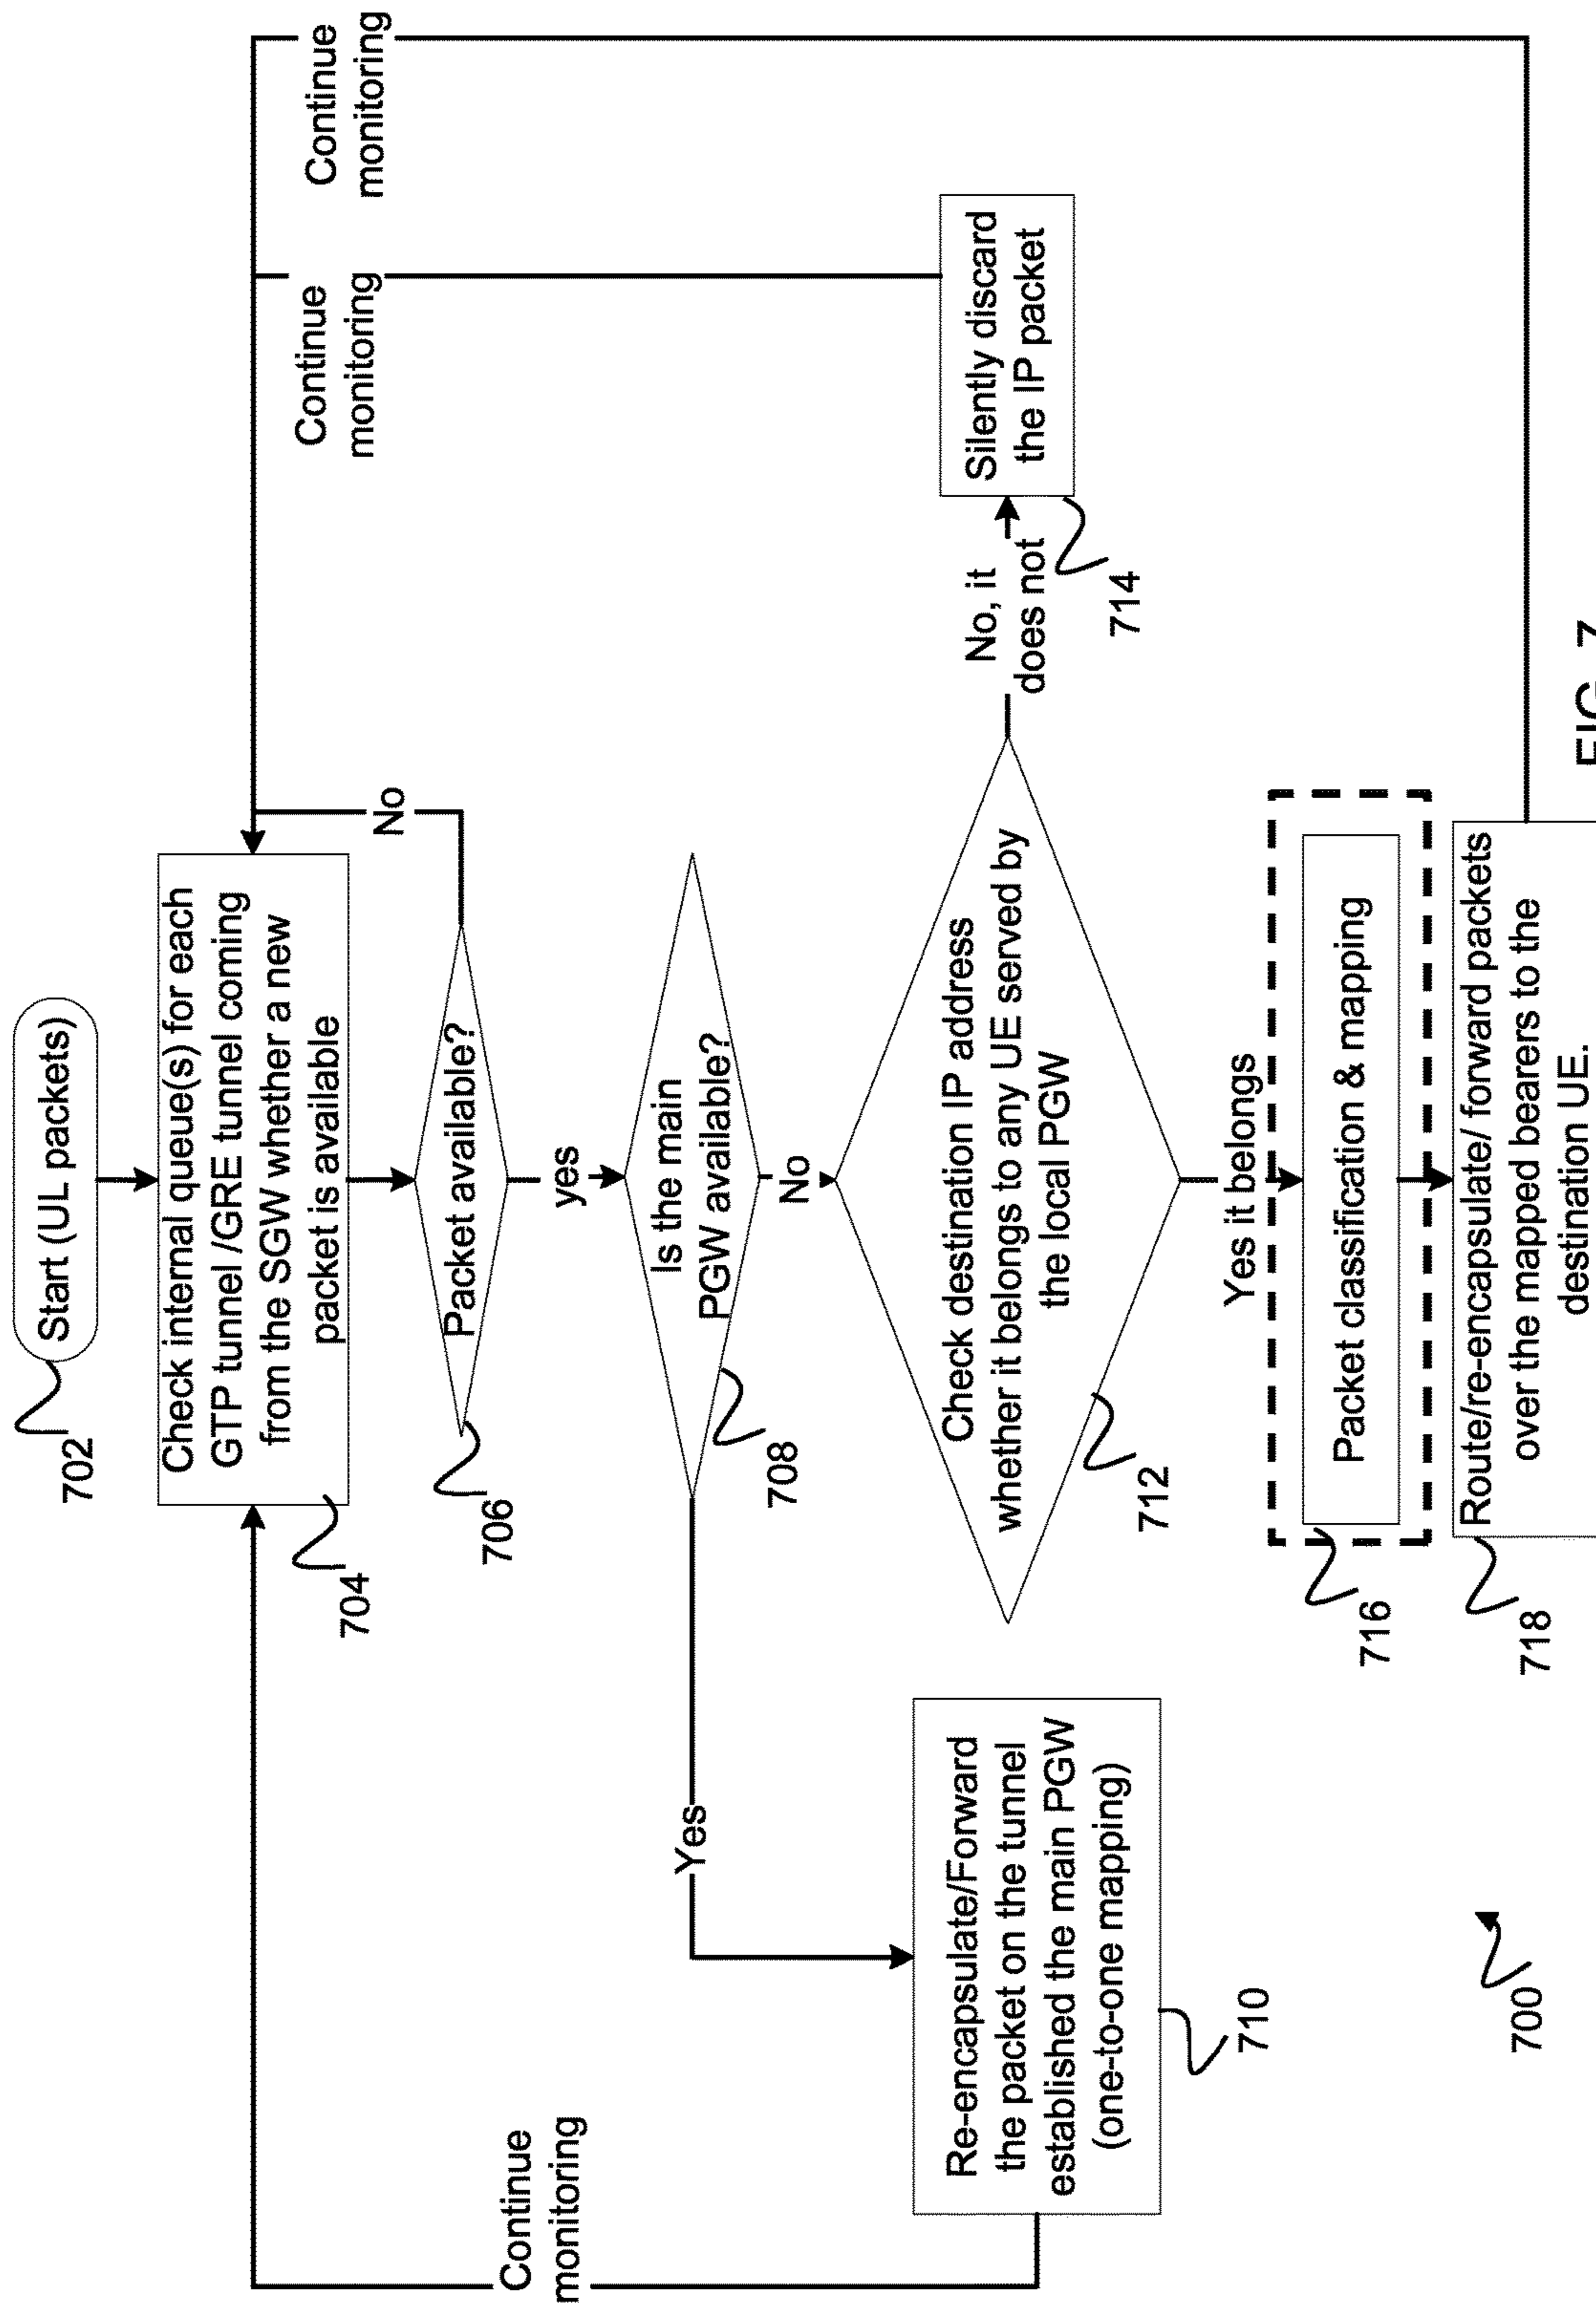 Start (UL packets)
702
Check internal queue(s) for each
GTP tunnel /GRE tunnel coming
from the SGW whether a new
packet is available
704
Packet available?
706
No
yes
Is the main
PGW available?
708
Yes
No
Re-encapsulate/Forward
the packet on the tunnel
established the main PGW
(one-to-one mapping)
710
Continue
monitoring
Check destination IP address
whether it belongs to any UE served by
the local PGW
712
No, it
does not
Silently discard
the IP packet
714
Continue
monitoring
Continue
monitoring
Yes it belongs
Packet classification & mapping
716
Route/re-encapsulate/ forward packets
over the mapped bearers to the
destination UE.
718
700
FIG. 7